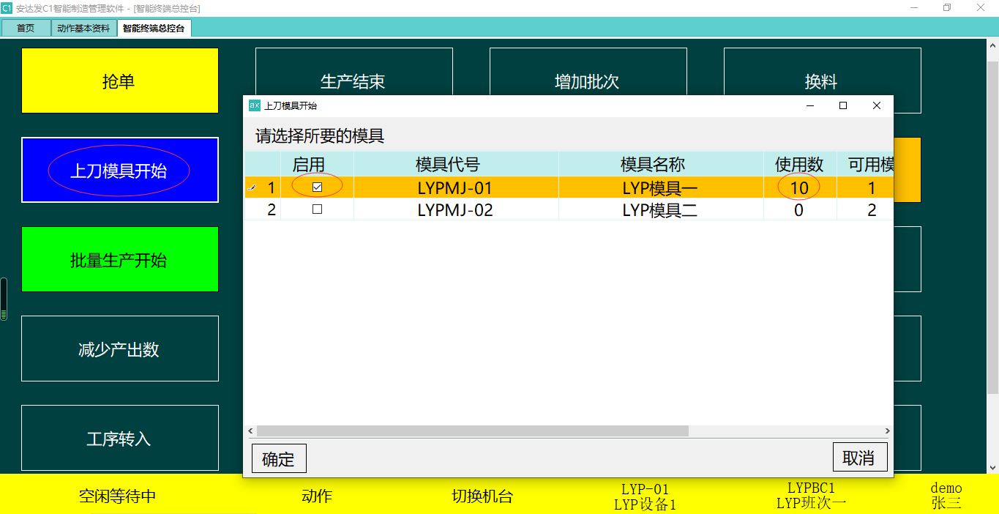 C1 安达发C1智能制造管理软件 - [智能终端总控台]
首页 动作基本资料 智能终端总控台
抢单 生产结束 增加批次 换料
ax 上刀模具开始
请选择所要的模具
启用 模具代号 模具名称 使用数 可用模
1 LYPMJ-01 LYP模具一 10 1
2 LYPMJ-02 LYP模具二 0 2
确定 取消
上刀模具开始
批量生产开始
减少产出数
工序转入
空闲等待中 动作 切换机台
LYP-01
LYP设备1
LYPBC1
LYP班次一
demo
张三